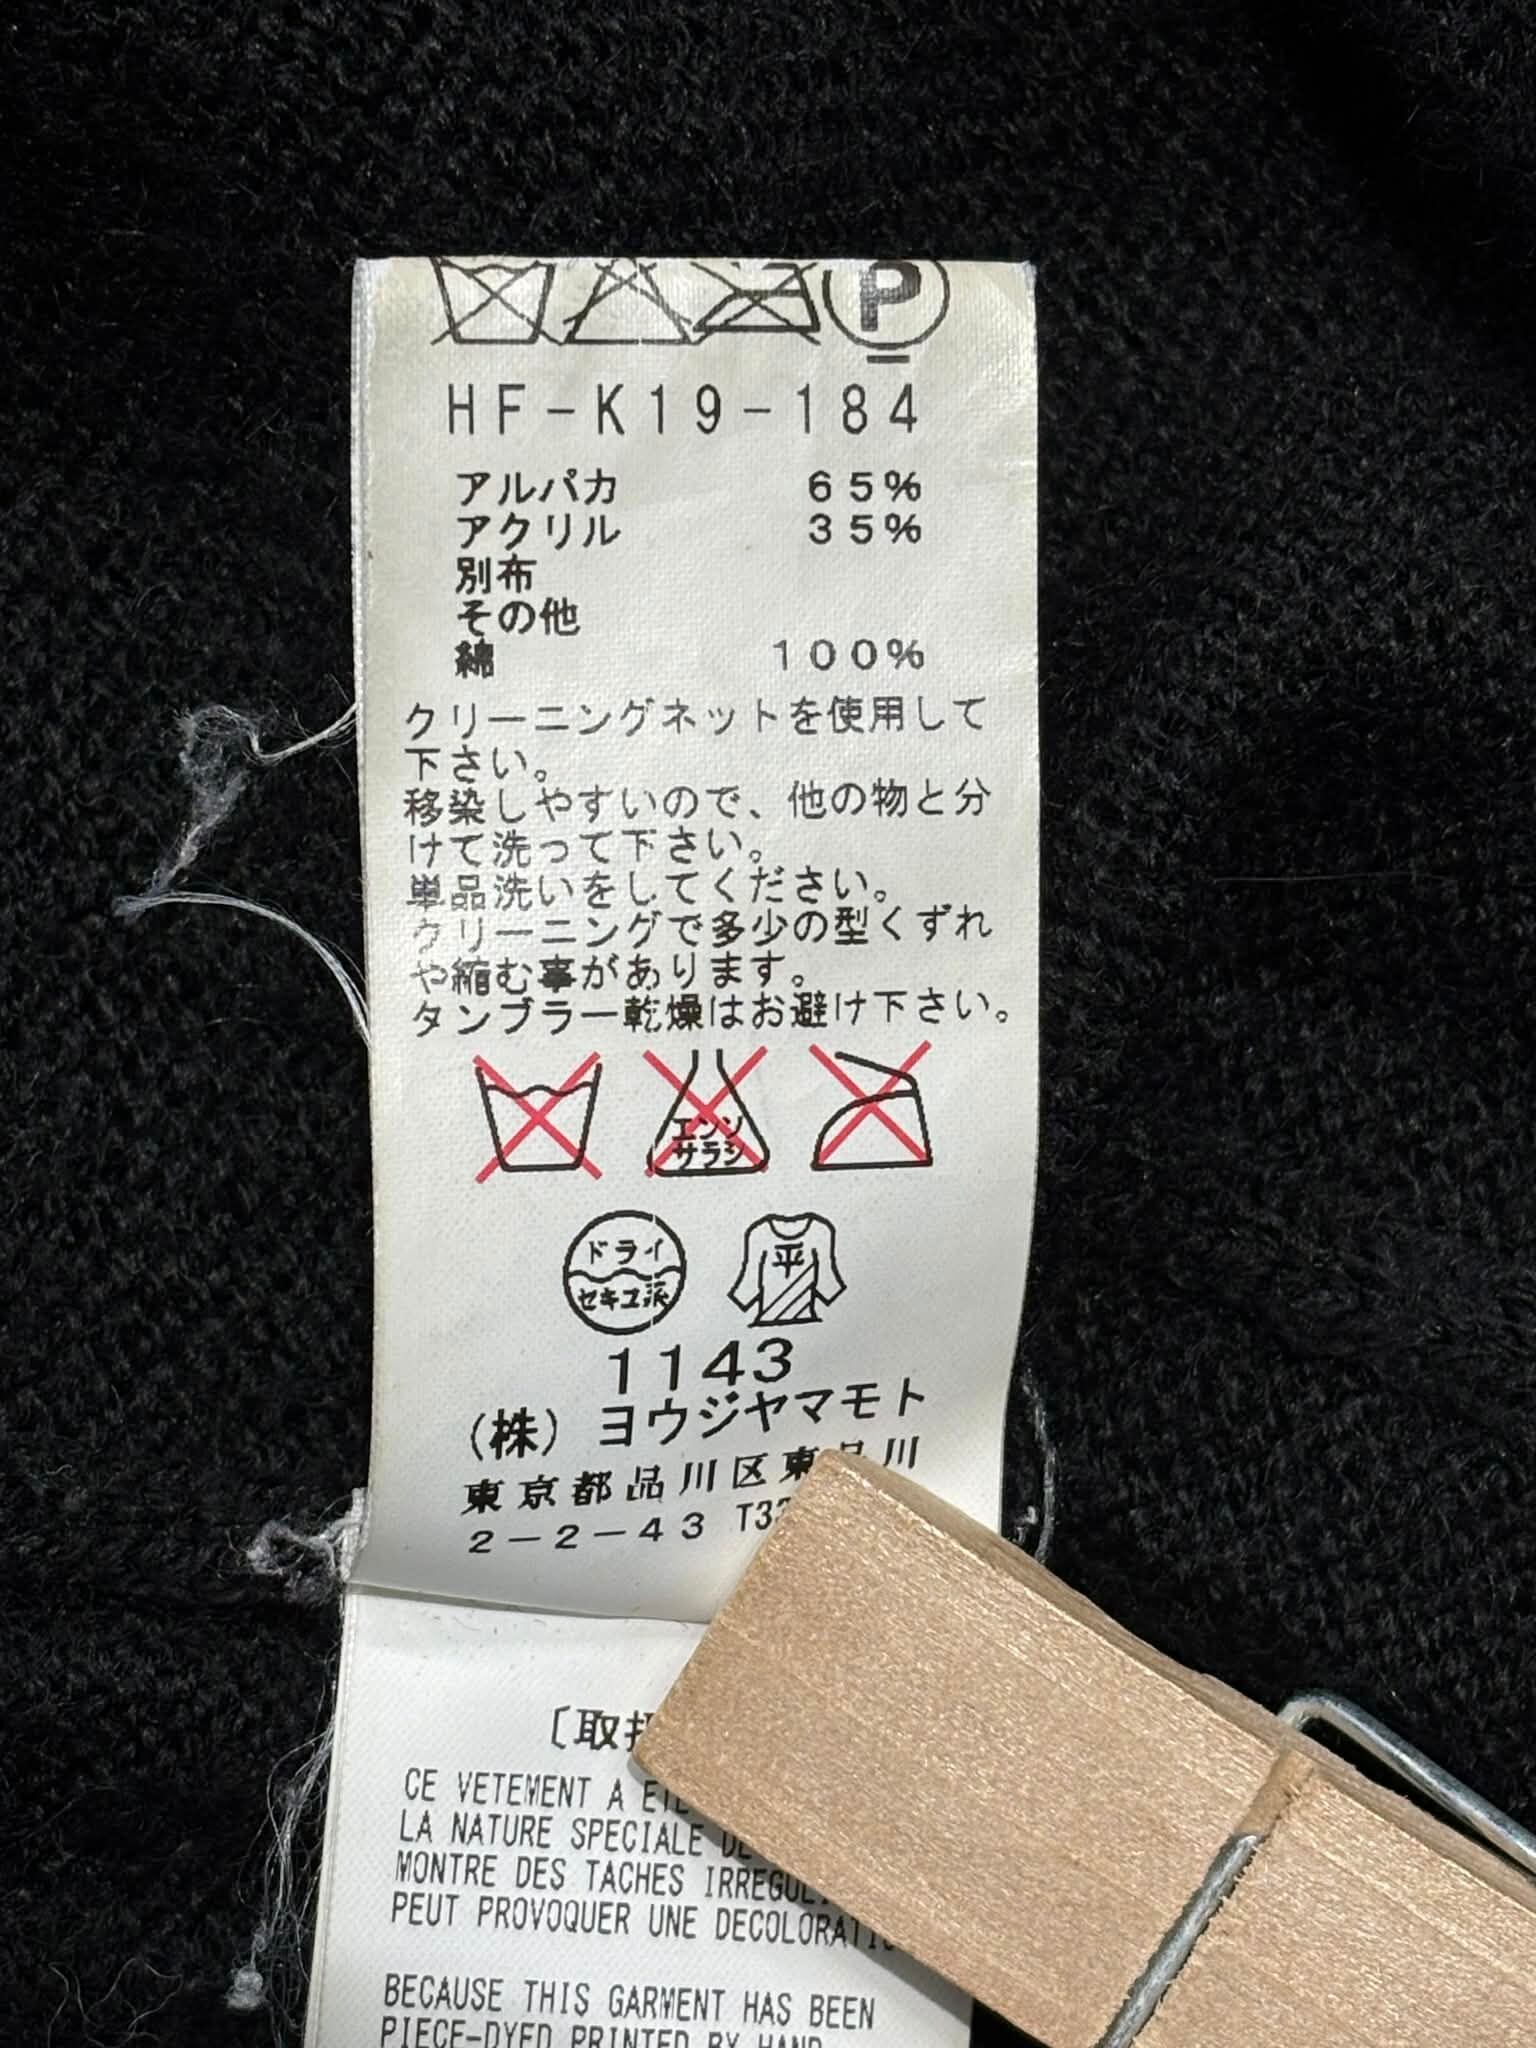 P
HF-K19-184
アルパカ 65%
アクリル 35%
別布
その他
綿 100%
クリーニングネットを使用して
下さい。
移染しやすいので、他の物と分
けて洗って下さい。
単品洗いをしてください。
クリーニングで多少の型くずれ
や縮む事があります。
タンブラー乾燥はお避け下さい。
エンソ
サラシ
ドライ
セキユ系
平
1143
(株) ヨウジヤマモト
東京都品川区東品川
2-2-43
[取扱
CE VETEMENT A
LA NATURE SPECIALE
MONTRE DES TACHES
PEUT PROVOQUER UNE
BECAUSE THIS GARMENT HAS BEEN
PIECE-DYED PRINTED BY HAND